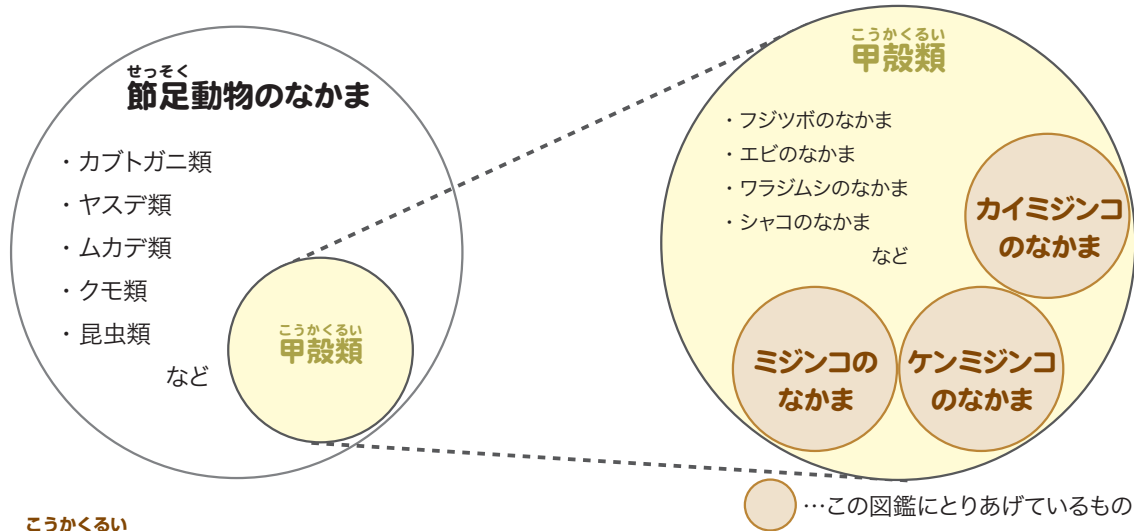 せっそく
節足動物のなかま
・カブトガニ類
・ヤスデ類
・ムカデ類
・クモ類
・昆虫類
など
こうかくるい
甲殻類
こうかくるい
甲殻類
・フジツボのなかま
・エビのなかま
・ワラジムシのなかま
・シャコのなかま
など
カイミジンコ
のなかま
ミジンコの
なかま
ケンミジンコ
のなかま
…この図鑑にとりあげているもの
こうかくるい